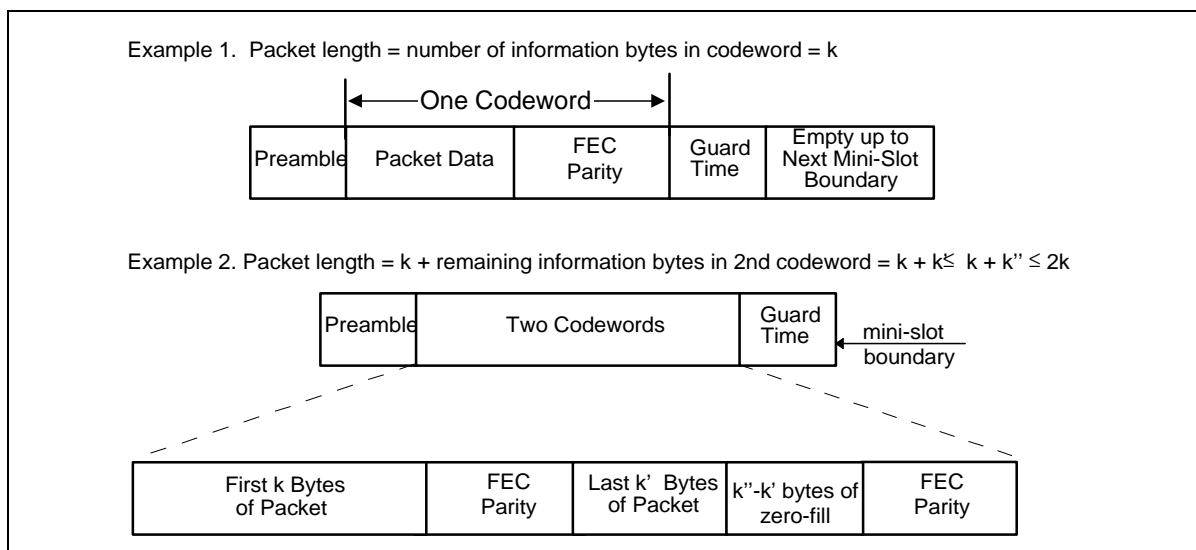 Example 1.  Packet length = number of information bytes in codeword = k
One Codeword
Preamble
Packet Data
FEC
Parity
Guard
Time
Empty up to
Next Mini-Slot
Boundary
Example 2. Packet length = k + remaining information bytes in 2nd codeword = k + k≤ k + k’’ ≤ 2k
Preamble
Two Codewords
Guard
Time
mini-slot
boundary
First k Bytes
of Packet
FEC
Parity
Last k’ Bytes
of Packet
k’’-k’ bytes of
zero-fill
FEC
Parity